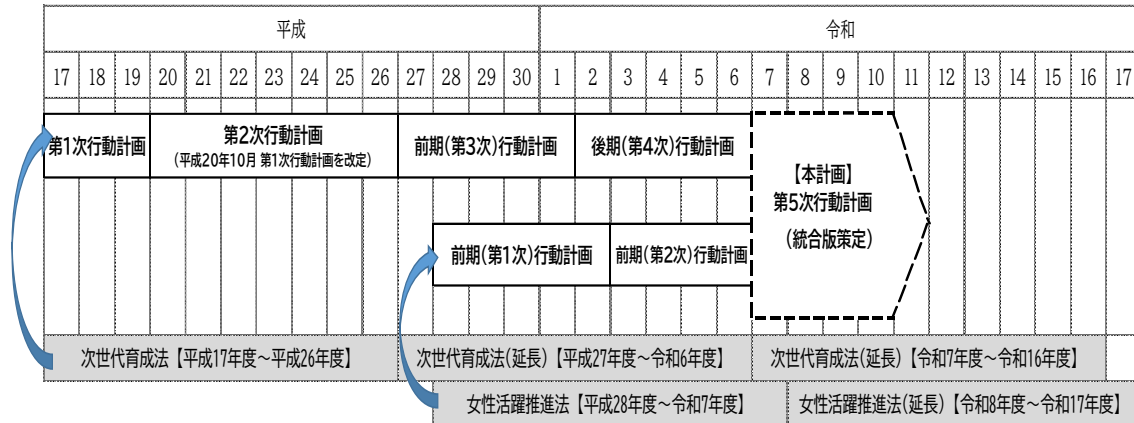 平成 令和
17 18 19 20 21 22 23 24 25 26 27 28 29 30 1 2 3 4 5 6 7 8 9 10 11 12 13 14 15 16 17
第1次行動計画
第2次行動計画
(平成20年10月 第1次行動計画を改定)
前期(第3次)行動計画
後期(第4次)行動計画
【本計画】
第5次行動計画
(統合版策定)
前期(第1次)行動計画
前期(第2次)行動計画
次世代育成法【平成17年度～平成26年度】
次世代育成法(延長)【平成27年度～令和6年度】
次世代育成法(延長)【令和7年度～令和16年度】
女性活躍推進法【平成28年度～令和7年度】
女性活躍推進法(延長)【令和8年度～令和17年度】